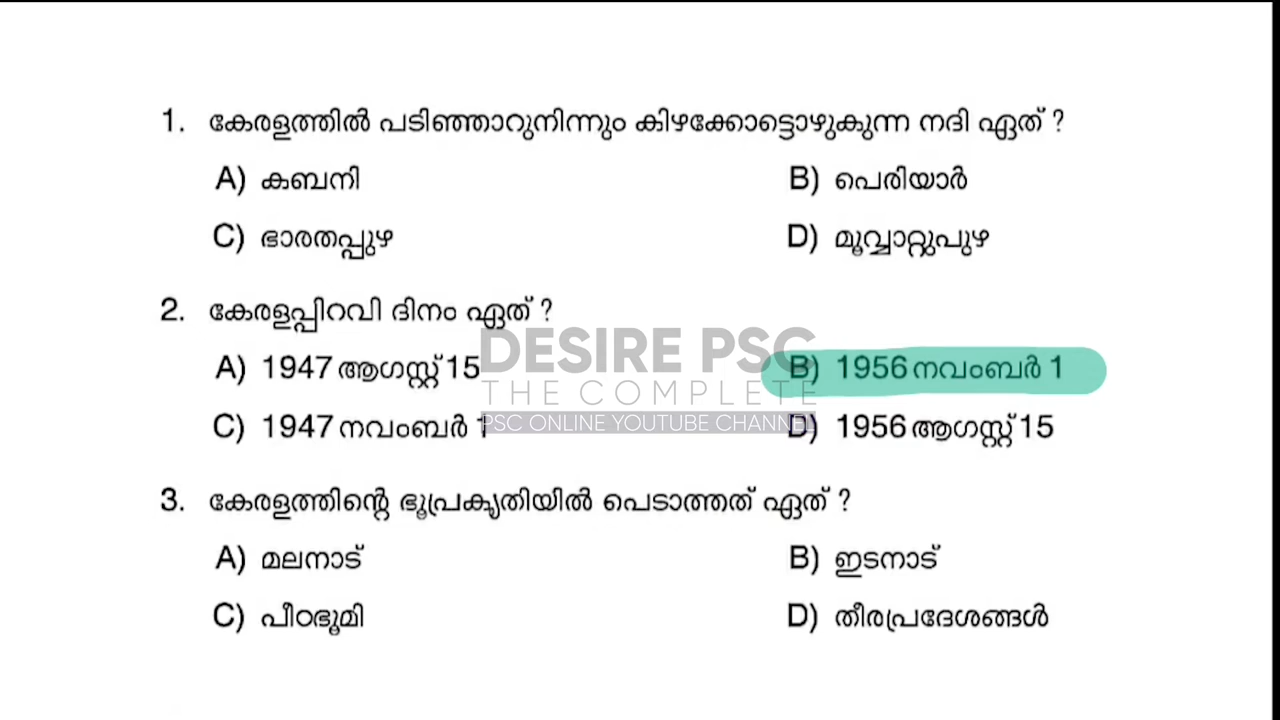 1. കേരളത്തിൽ പടിഞ്ഞാറുനിന്നും കിഴക്കോട്ടൊഴുകുന്ന നദി ഏത് ?
A) കബനി B) പെരിയാർ
C) ഭാരതപ്പുഴ D) മൂവ്വാറ്റുപുഴ
2. കേരളപ്പിറവി ദിനം ഏത് ?
DESIRE PSC
A) 1947 ആഗസ്റ്റ് 15 B) 1956 നവംബർ 1
THE COMPLETE
PSC ONLINE YOUTUBE CHANNEL
C) 1947 നവംബർ 1 D) 1956 ആഗസ്റ്റ് 15
3. കേരളത്തിന്റെ ഭൂപ്രകൃതിയിൽ പെടാത്തത് ഏത് ?
A) മലനാട് B) ഇടനാട്
C) പീഠഭൂമി D) തീരപ്രദേശങ്ങൾ